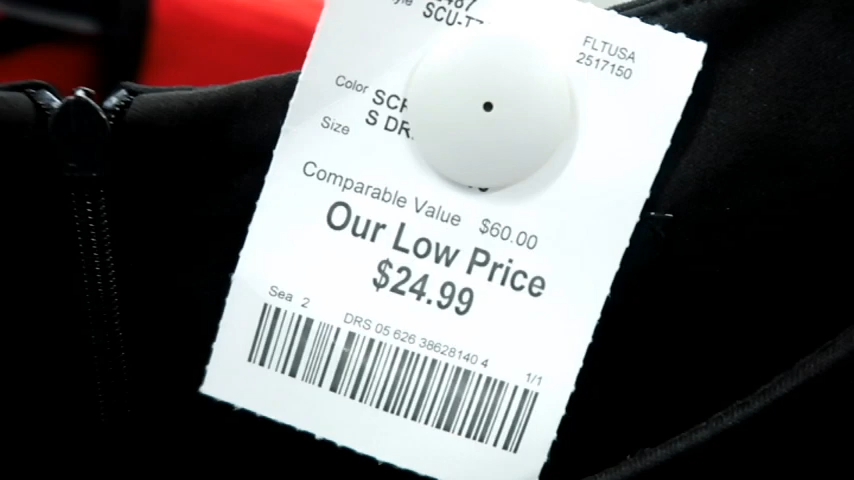 SCU-T
FLTUSA
2517150
Color
Size
S DR
Comparable Value $60.00
Our Low Price
$24.99
Sea 2
DRS 05 626 38628140 4 1/1